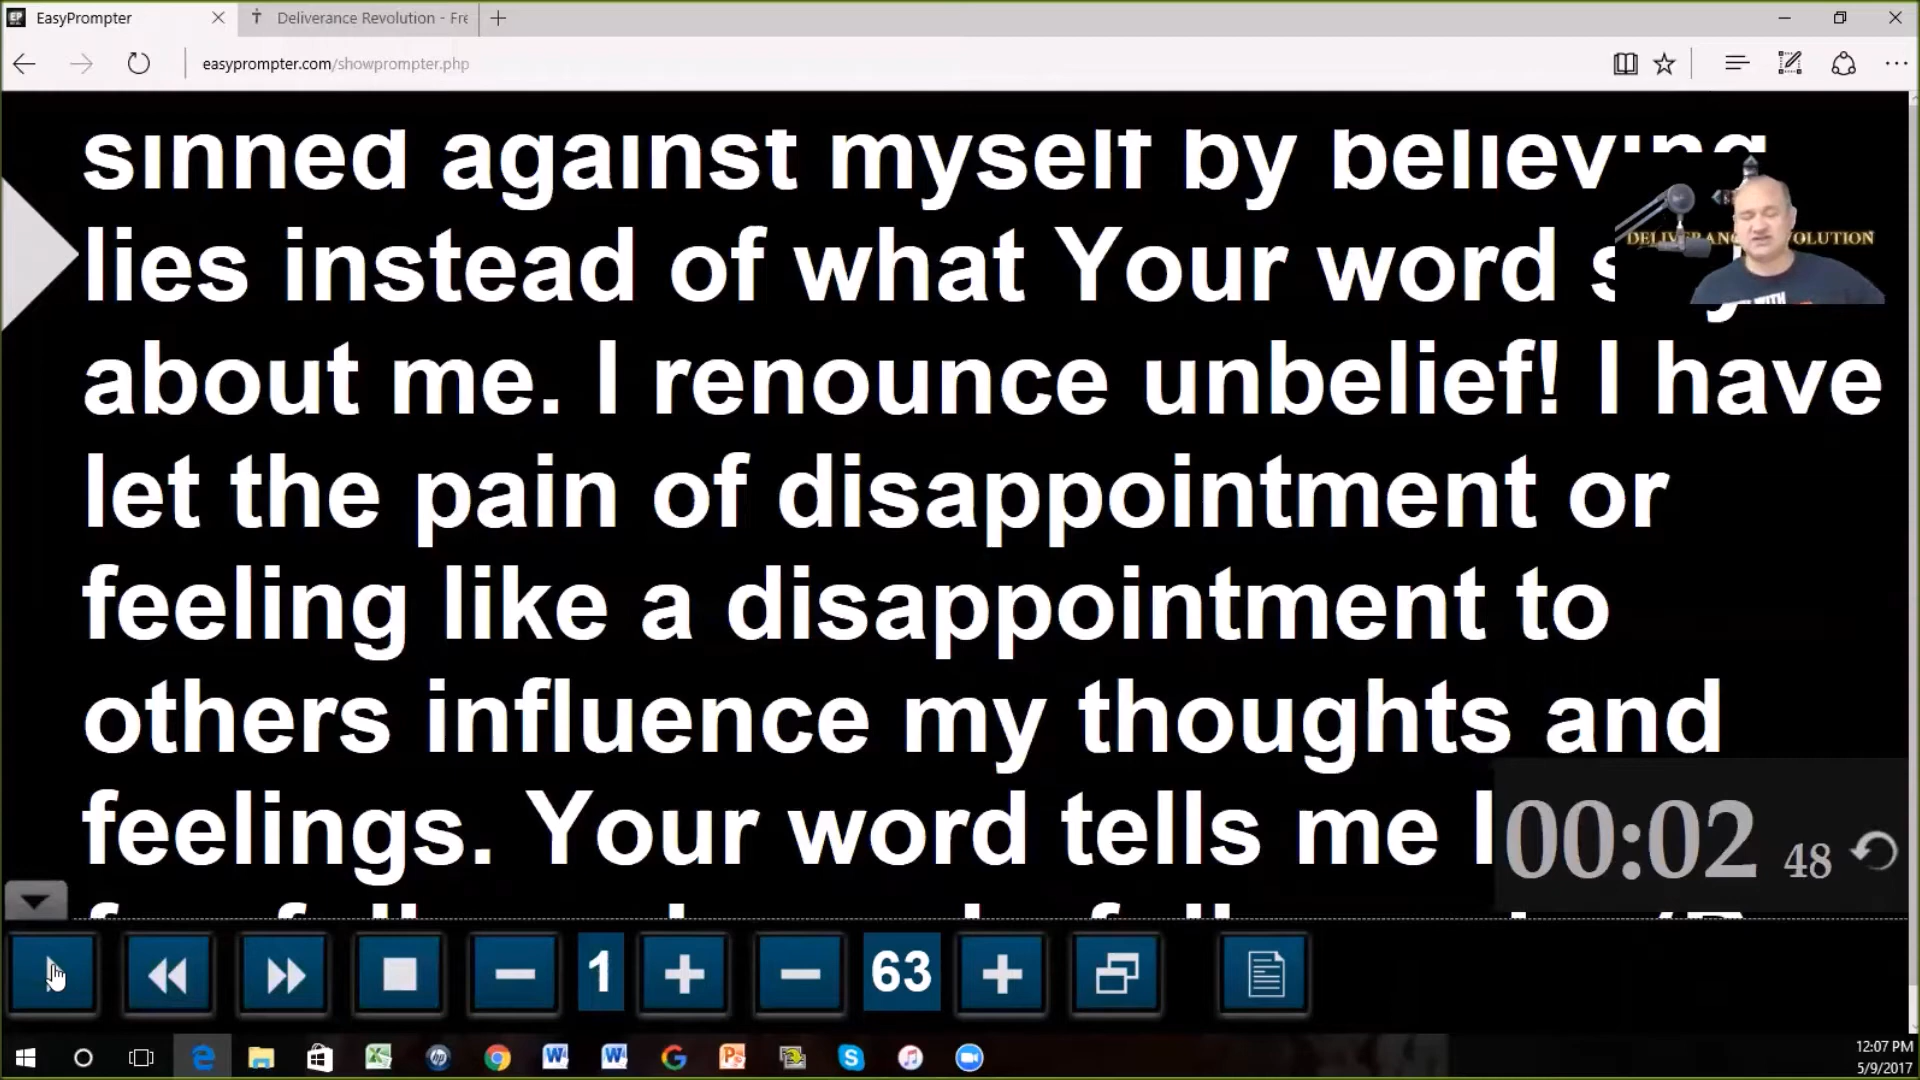 EasyPrompter
Deliverance Revolution - Fre
easyprompter.com/showprompter.php
sinned against myself by believing
lies instead of what Your word
about me. I renounce unbelief! I have
let the pain of disappointment or
feeling like a disappointment to
others influence my thoughts and
feelings. Your word tells me I
00:02 48
1
63
12:07 PM
5/9/2017